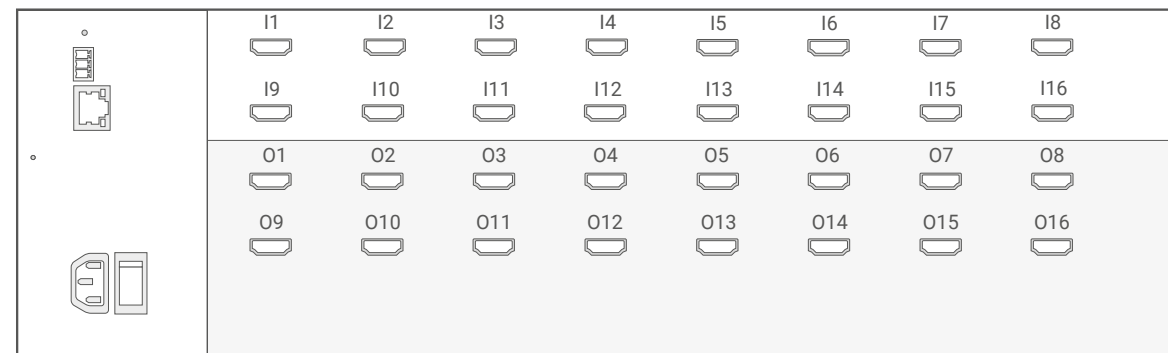 I1 I2 I3 I4 I5 I6 I7 I8
I9 I10 I11 I12 I13 I14 I15 I16
O1 O2 O3 O4 O5 O6 O7 O8
O9 O10 O11 O12 O13 O14 O15 O16